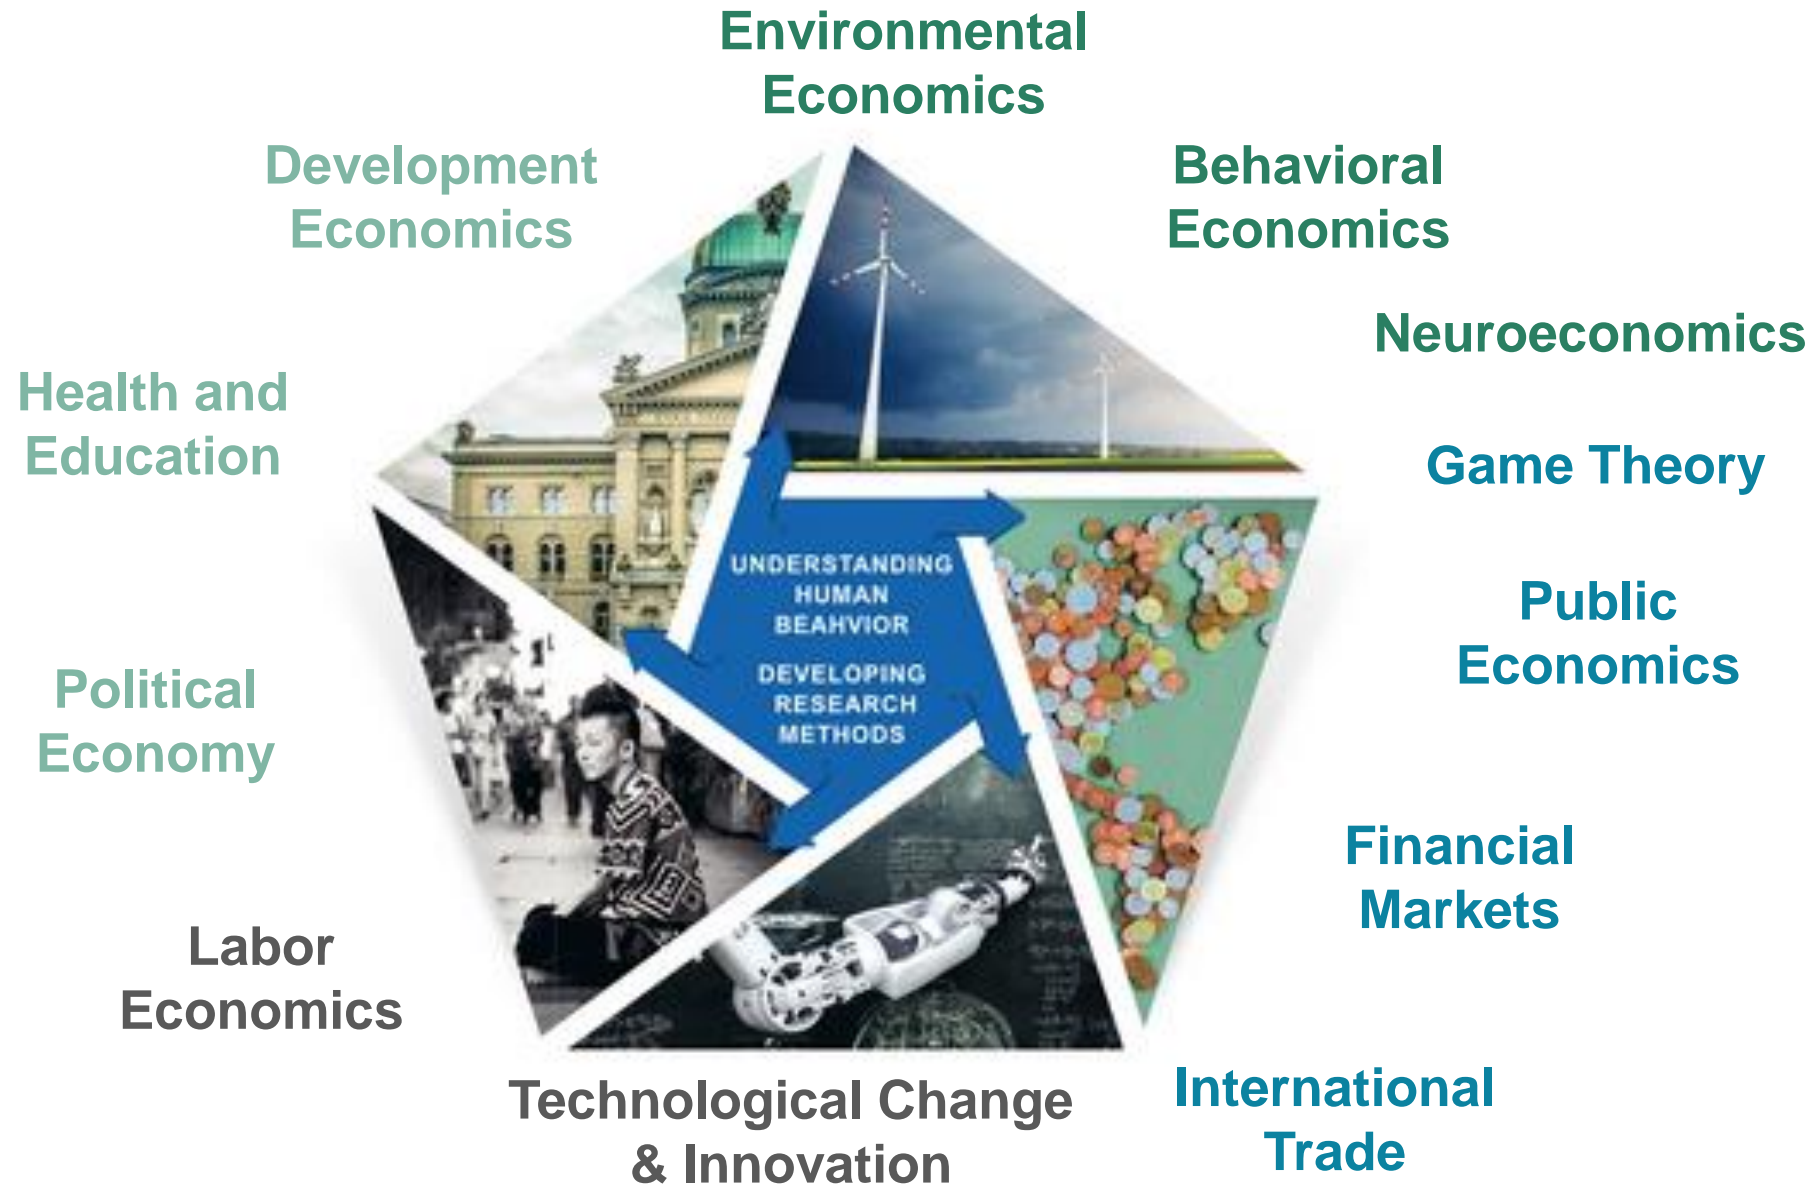 Environmental
Economics
Behavioral
Economics
Neuroeconomics
Game Theory
Public
Economics
Financial
Markets
International
Trade
Technological Change
& Innovation
Labor
Economics
Political
Economy
Health and
Education
Development
Economics
UNDERSTANDING
HUMAN
BEAHVIOR
DEVELOPING
RESEARCH
METHODS